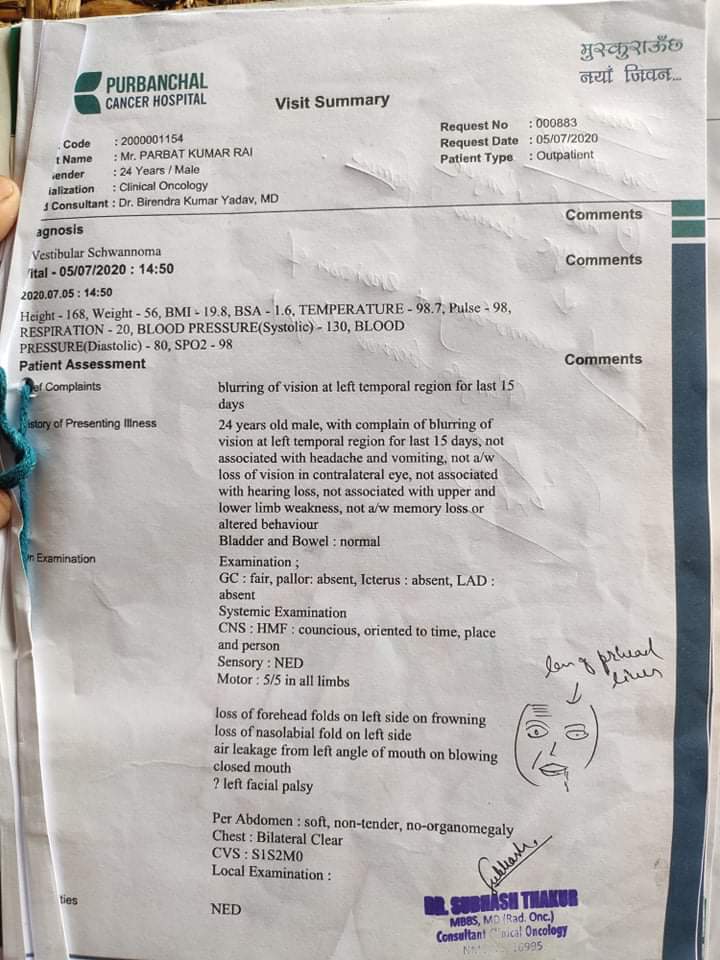 मुस्कुराऊँछ
नयाँ जिवन...
PURBANCHAL
CANCER HOSPITAL
Visit Summary
Code : 2000001154
t Name : Mr. PARBAT KUMAR RAI
ender : 24 Years / Male
ialization : Clinical Oncology
d Consultant : Dr. Birendra Kumar Yadav, MD
Request No : 000883
Request Date : 05/07/2020
Patient Type : Outpatient
Comments
agnosis
Vestibular Schwannoma
Comments
ital - 05/07/2020 : 14:50
2020.07.05 : 14:50
Height - 168, Weight - 56, BMI - 19.8, BSA - 1.6, TEMPERATURE - 98.7, Pulse - 98,
RESPIRATION - 20, BLOOD PRESSURE(Systolic) - 130, BLOOD
PRESSURE(Diastolic) - 80, SPO2 - 98
Patient Assessment Comments
ef Complaints
blurring of vision at left temporal region for last 15
days
istory of Presenting Illness
24 years old male, with complain of blurring of
vision at left temporal region for last 15 days, not
associated with headache and vomiting, not a/w
loss of vision in contralateral eye, not associated
with hearing loss, not associated with upper and
lower limb weakness, not a/w memory loss or
altered behaviour
Bladder and Bowel : normal
n Examination
Examination ;
GC : fair, pallor: absent, Icterus : absent, LAD :
absent
Systemic Examination
CNS : HMF : councious, oriented to time, place
and person
Sensory : NED
Motor : 5/5 in all limbs
loss of forehead folds on left side on frowning
loss of nasolabial fold on left side
air leakage from left angle of mouth on blowing
closed mouth
? left facial palsy
Per Abdomen : soft, non-tender, no-organomegaly
Chest : Bilateral Clear
CVS : S1S2M0
Local Examination :
ties
NED
Subhash
DR. SUBHASH THAKUR
MBBS, MD (Rad. Onc.)
Consultant Clinical Oncology
16995